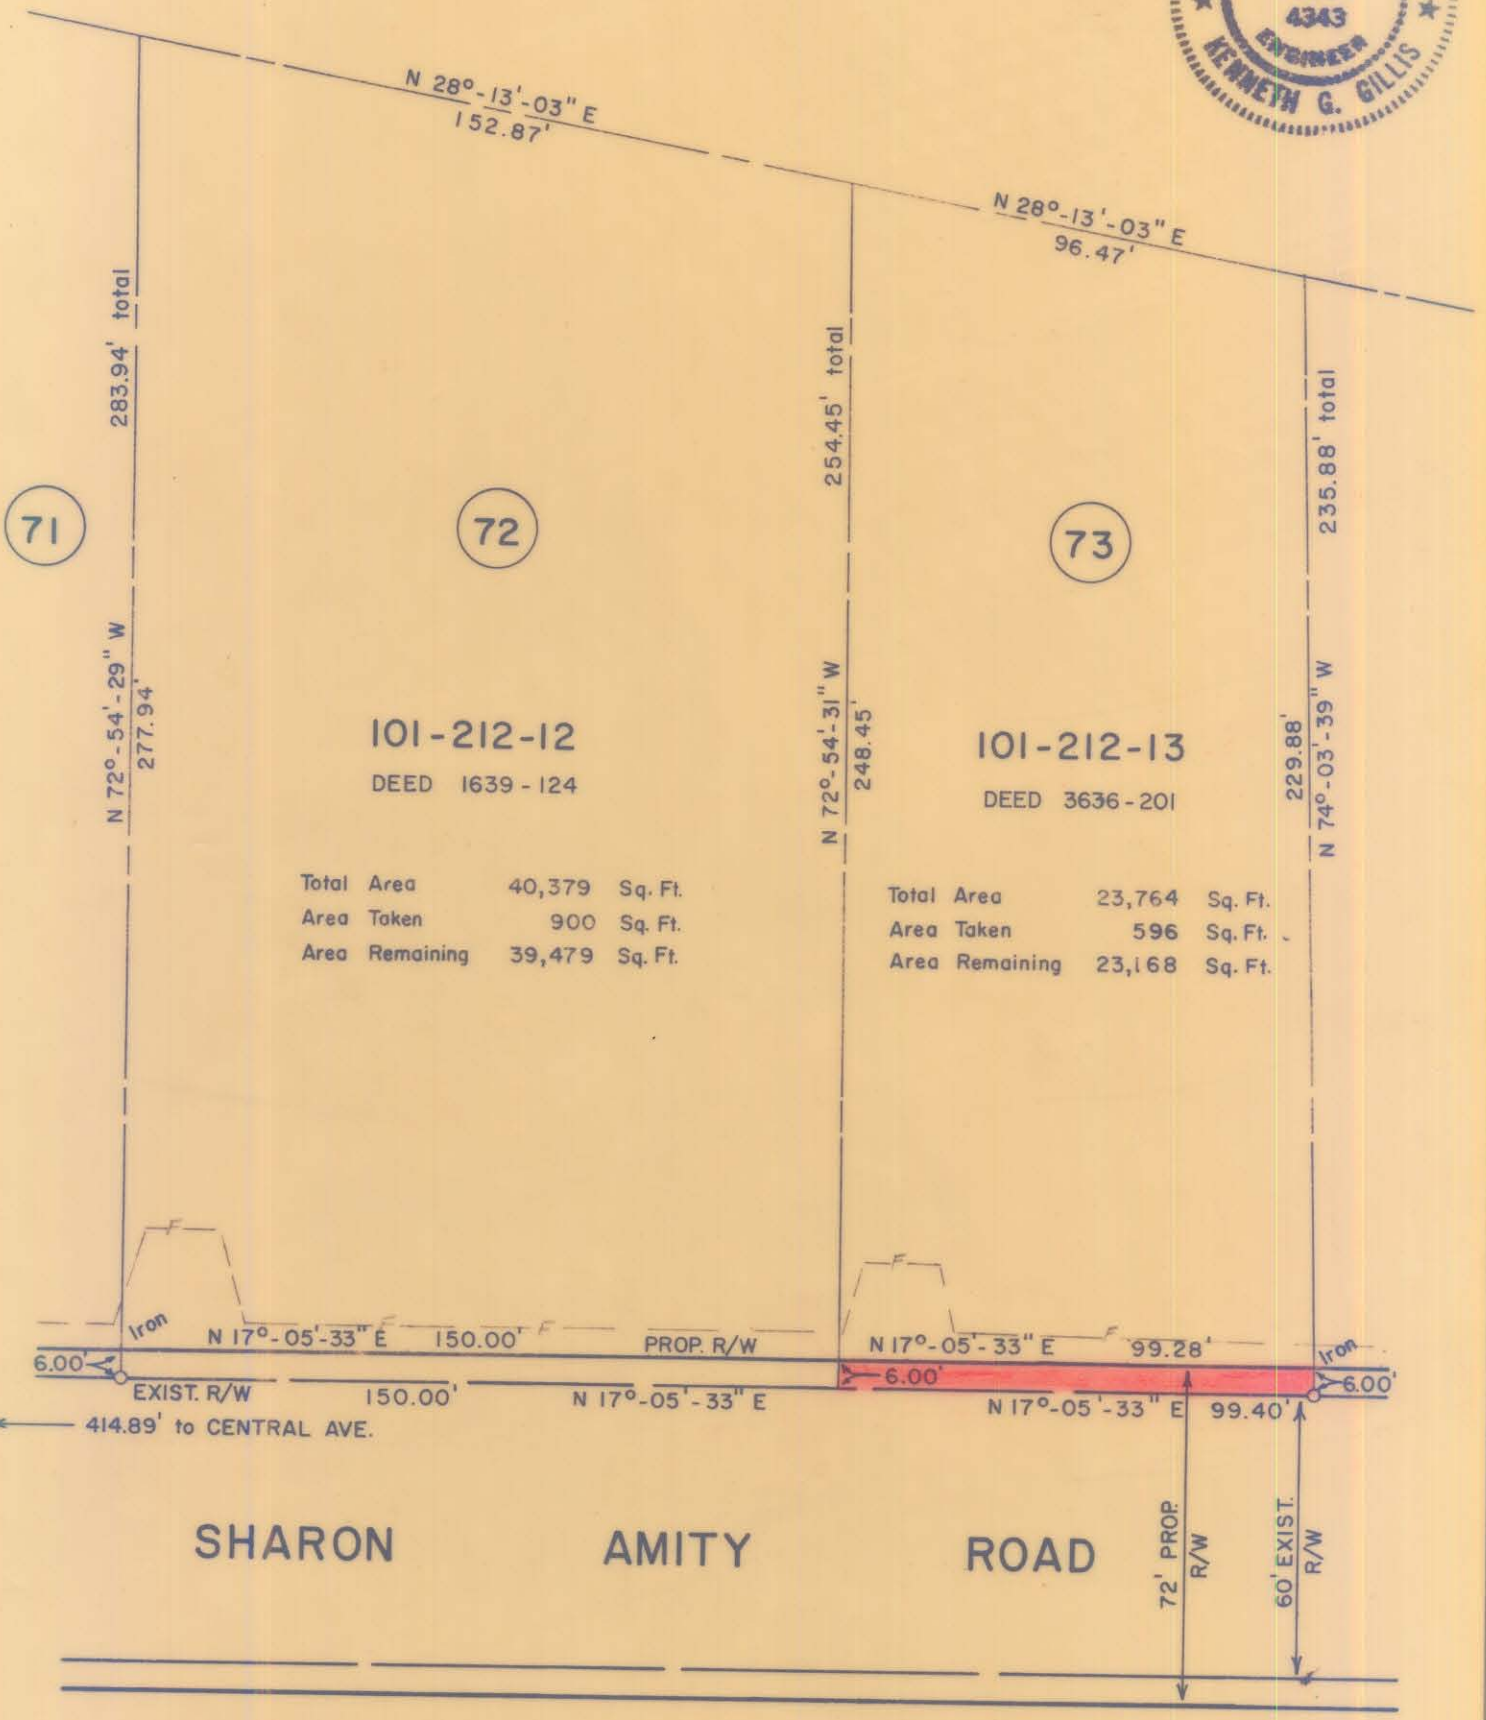 4343
ENGINEER
KENNETH G. GILLIS
N 28°-13'-03" E
152.87'
N 28°-13'-03" E
96.47'
283.94' total
254.45' total
235.88' total
71
72
73
N 72°-54'-29" W
277.94'
N 72°-54'-31" W
248.45'
229.88'
N 74°-03'-39" W
101-212-12
DEED 1639-124
101-212-13
DEED 3636-201
Total Area 40,379 Sq. Ft.
Area Taken 900 Sq. Ft.
Area Remaining 39,479 Sq. Ft.
Total Area 23,764 Sq. Ft.
Area Taken 596 Sq. Ft.
Area Remaining 23,168 Sq. Ft.
F
F
F
F
F
Iron
N 17°-05'-33" E 150.00' PROP. R/W
N 17°-05'-33" E 99.28'
Iron
6.00'
6.00'
6.00'
EXIST. R/W 150.00' N 17°-05'-33" E
N 17°-05'-33" E 99.40'
414.89' to CENTRAL AVE.
SHARON AMITY ROAD
72' PROP.
R/W
60' EXIST.
R/W